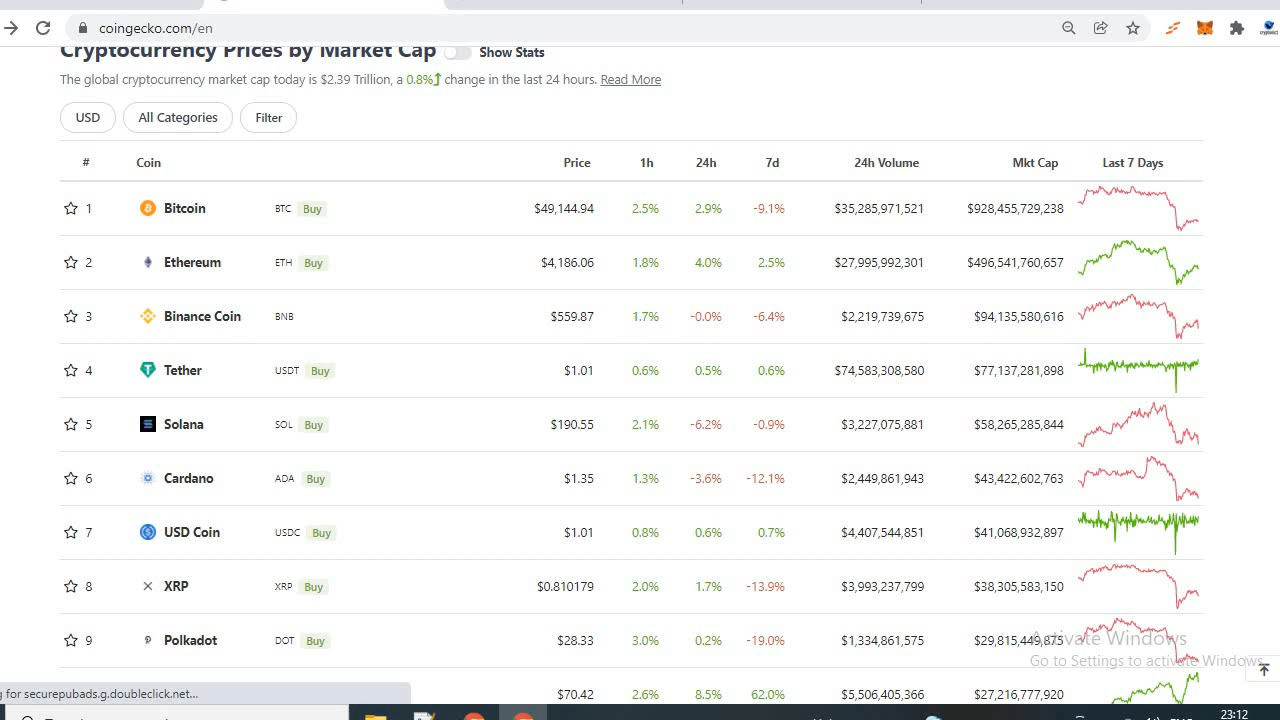 coingecko.com/en
Cryptocurrency Prices by Market Cap Show Stats
The global cryptocurrency market cap today is $2.39 Trillion, a 0.8% change in the last 24 hours. Read More
USD All Categories Filter
# Coin Price 1h 24h 7d 24h Volume Mkt Cap Last 7 Days
1 Bitcoin BTC Buy $49,144.94 2.5% 2.9% -9.1% $35,285,971,521 $928,455,729,238
2 Ethereum ETH Buy $4,186.06 1.8% 4.0% 2.5% $27,995,992,301 $496,541,760,657
3 Binance Coin BNB $559.87 1.7% -0.0% -6.4% $2,219,739,675 $94,135,580,616
4 Tether USDT Buy $1.01 0.6% 0.5% 0.6% $74,583,308,580 $77,137,281,898
5 Solana SOL Buy $190.55 2.1% -6.2% -0.9% $3,227,075,881 $58,265,285,844
6 Cardano ADA Buy $1.35 1.3% -3.6% -12.1% $2,449,861,943 $43,422,602,763
7 USD Coin USDC Buy $1.01 0.8% 0.6% 0.7% $4,407,544,851 $41,068,932,897
8 XRP XRP Buy $0.810179 2.0% 1.7% -13.9% $3,993,237,799 $38,305,583,150
9 Polkadot DOT Buy $28.33 3.0% 0.2% -19.0% $1,334,861,575 $29,815,449,875
Activate Windows
Go to Settings to activate Windows.
g for securepubads.g.doubleclick.net...
$70.42 2.6% 8.5% 62.0% $5,506,405,366 $27,216,777,920
23:12